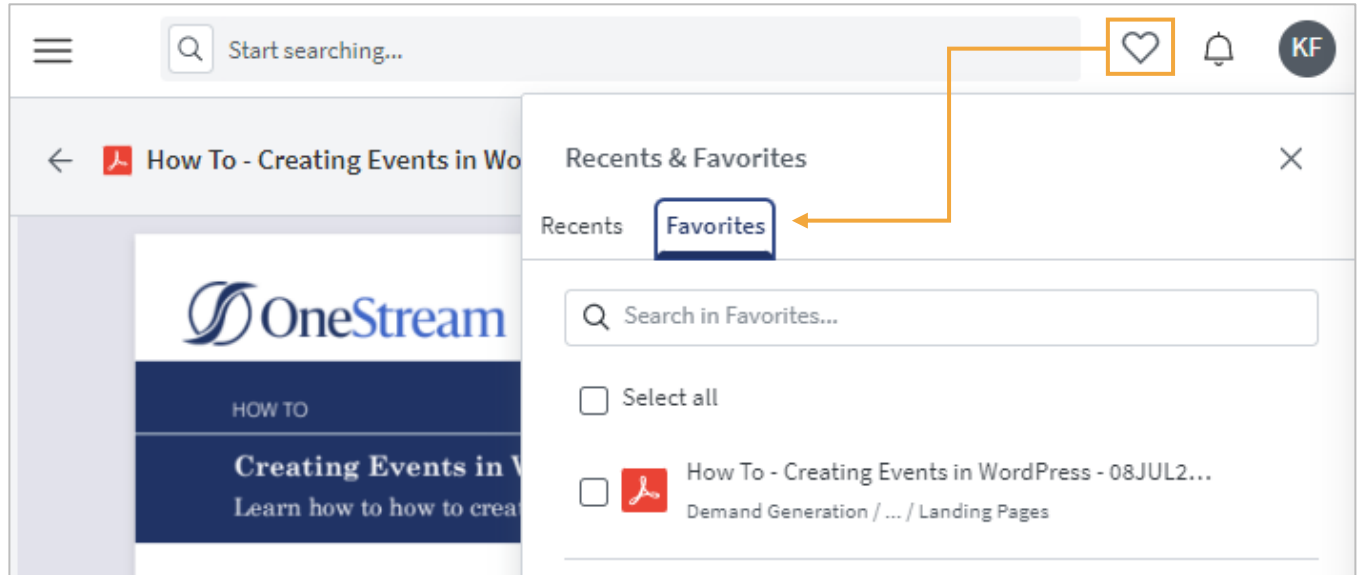 Start searching...
KF
How To - Creating Events in Wo
Recents & Favorites
Recents
Favorites
OneStream
Search in Favorites...
Select all
HOW TO
Creating Events in
Learn how to how to crea
How To - Creating Events in WordPress - 08JUL2...
Demand Generation / ... / Landing Pages